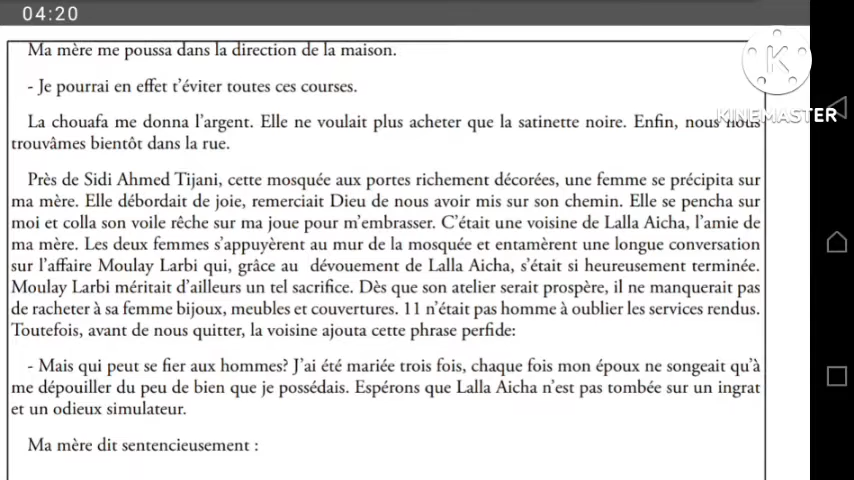 04:20
Ma mère me poussa dans la direction de la maison.
- Je pourrai en effet t'éviter toutes ces courses.
La chouafa me donna l'argent. Elle ne voulait plus acheter que la satinette noire. Enfin, nous nous
trouvâmes bientôt dans la rue.
Près de Sidi Ahmed Tijani, cette mosquée aux portes richement décorées, une femme se précipita sur
ma mère. Elle débordait de joie, remerciait Dieu de nous avoir mis sur son chemin. Elle se pencha sur
moi et colla son voile rêche sur ma joue pour m'embrasser. C'était une voisine de Lalla Aicha, l'amie de
ma mère. Les deux femmes s'appuyèrent au mur de la mosquée et entamèrent une longue conversation
sur l'affaire Moulay Larbi qui, grâce au dévouement de Lalla Aicha, s'était si heureusement terminée.
Moulay Larbi méritait d'ailleurs un tel sacrifice. Dès que son atelier serait prospère, il ne manquerait pas
de racheter à sa femme bijoux, meubles et couvertures. 11 n'était pas homme à oublier les services rendus.
Toutefois, avant de nous quitter, la voisine ajouta cette phrase perfide:
- Mais qui peut se fier aux hommes? J'ai été mariée trois fois, chaque fois mon époux ne songeait qu'à
me dépouiller du peu de bien que je possédais. Espérons que Lalla Aicha n'est pas tombée sur un ingrat
et un odieux simulateur.
Ma mère dit sentencieusement :
K
KINEMASTER